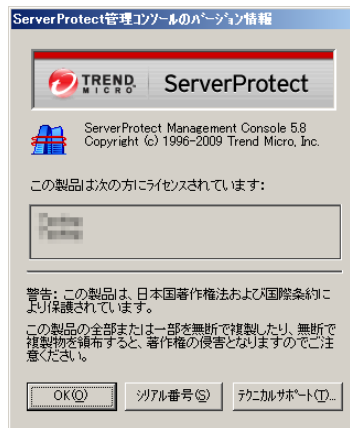 ServerProtect管理コンソールのバージョン情報
TREND MICRO ServerProtect
ServerProtect Management Console 5.8
Copyright (c) 1996-2009 Trend Micro, Inc.
この製品は次の方にライセンスされています:
警告: この製品は、日本国著作権法および国際条約に
より保護されています。
この製品の全部または一部を無断で複製したり、無断で
複製物を頒布すると、著作権の侵害となりますのでご注
意ください。
OK(O) シリアル番号(S) テクニカルサポート(T)...